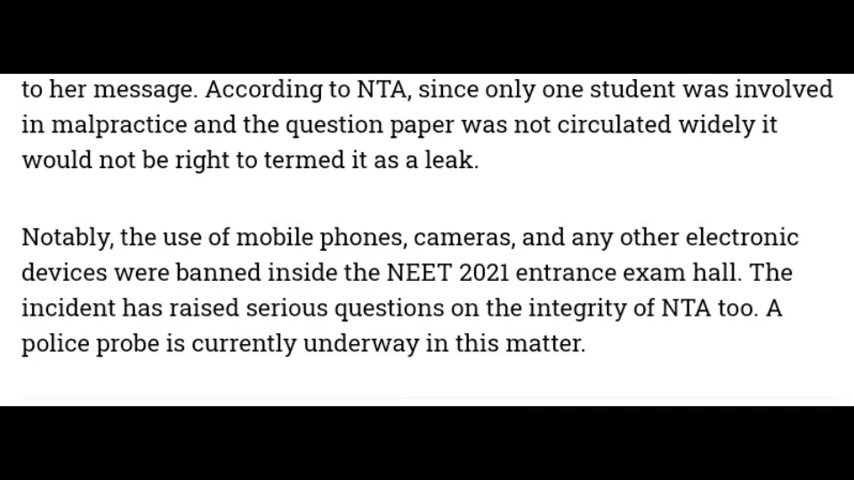 to her message. According to NTA, since only one student was involved
in malpractice and the question paper was not circulated widely it
would not be right to termed it as a leak.
Notably, the use of mobile phones, cameras, and any other electronic
devices were banned inside the NEET 2021 entrance exam hall. The
incident has raised serious questions on the integrity of NTA too. A
police probe is currently underway in this matter.